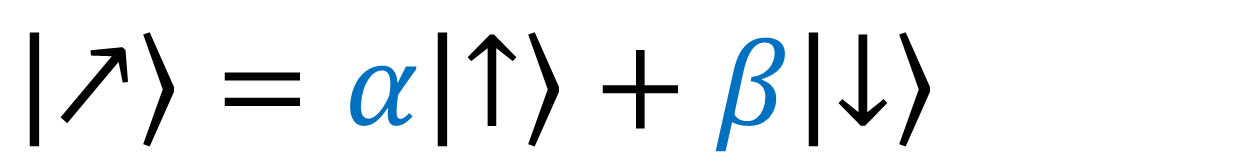 |↗⟩ = α|↑⟩ + β|↓⟩